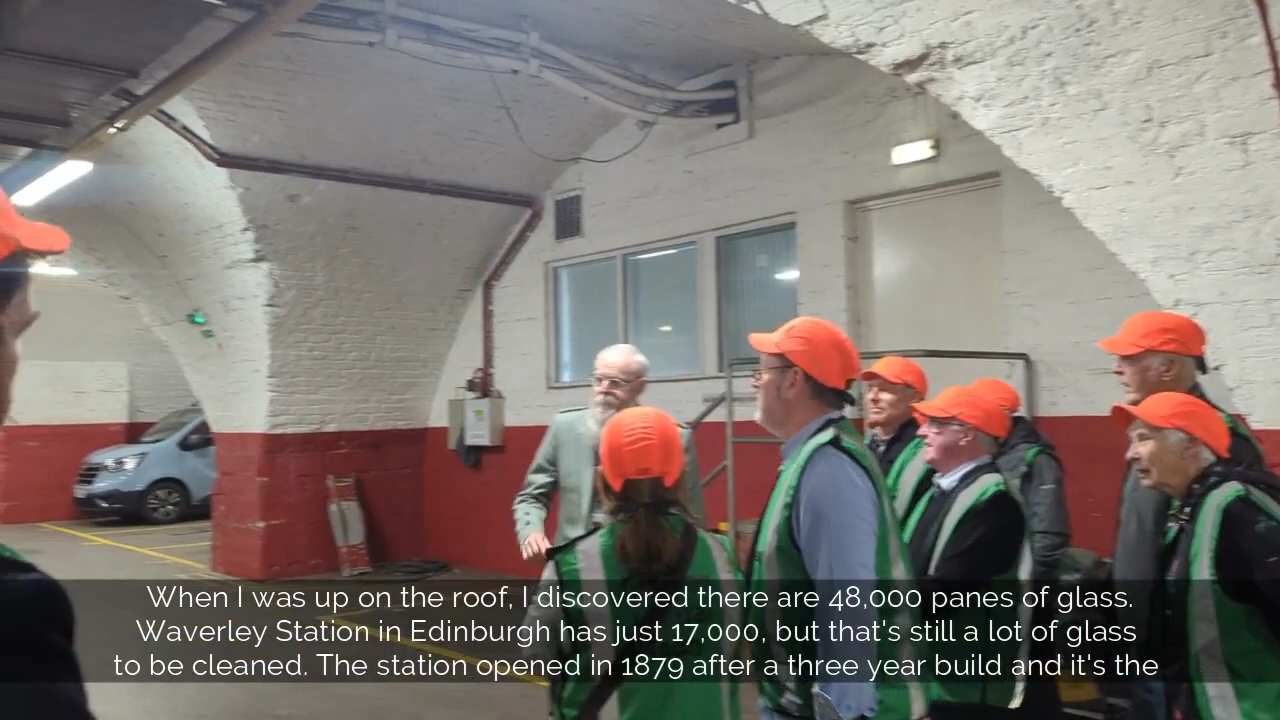 When I was up on the roof, I discovered there are 48,000 panes of glass.
Waverley Station in Edinburgh has just 17,000, but that's still a lot of glass
to be cleaned. The station opened in 1879 after a three year build and it's the